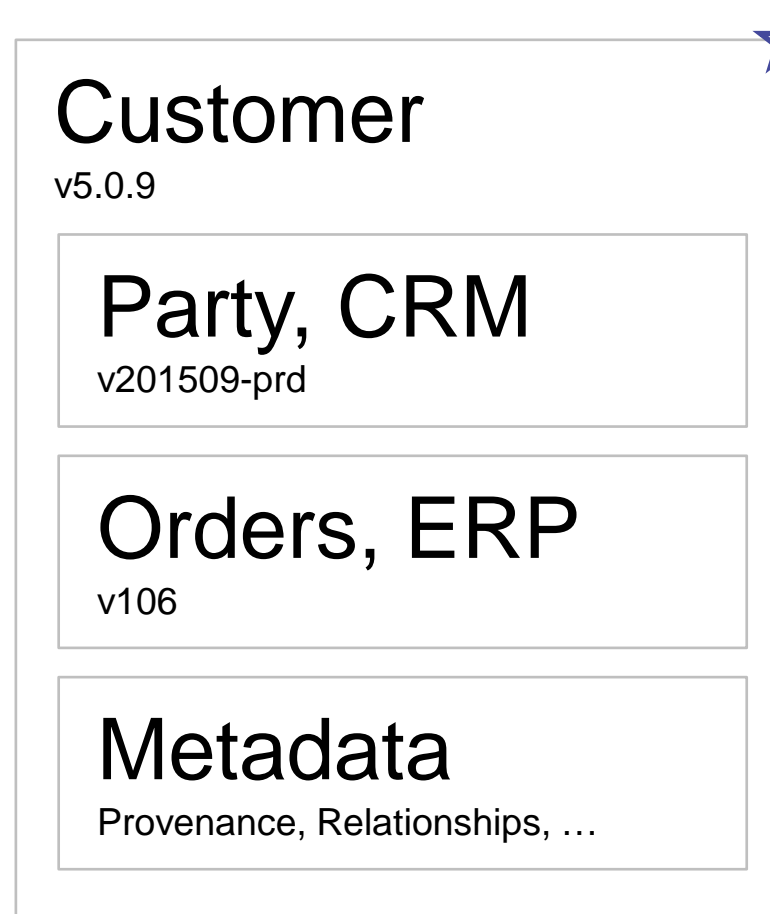 Customer
v5.0.9
Party, CRM
v201509-prd
Orders, ERP
v106
Metadata
Provenance, Relationships, …